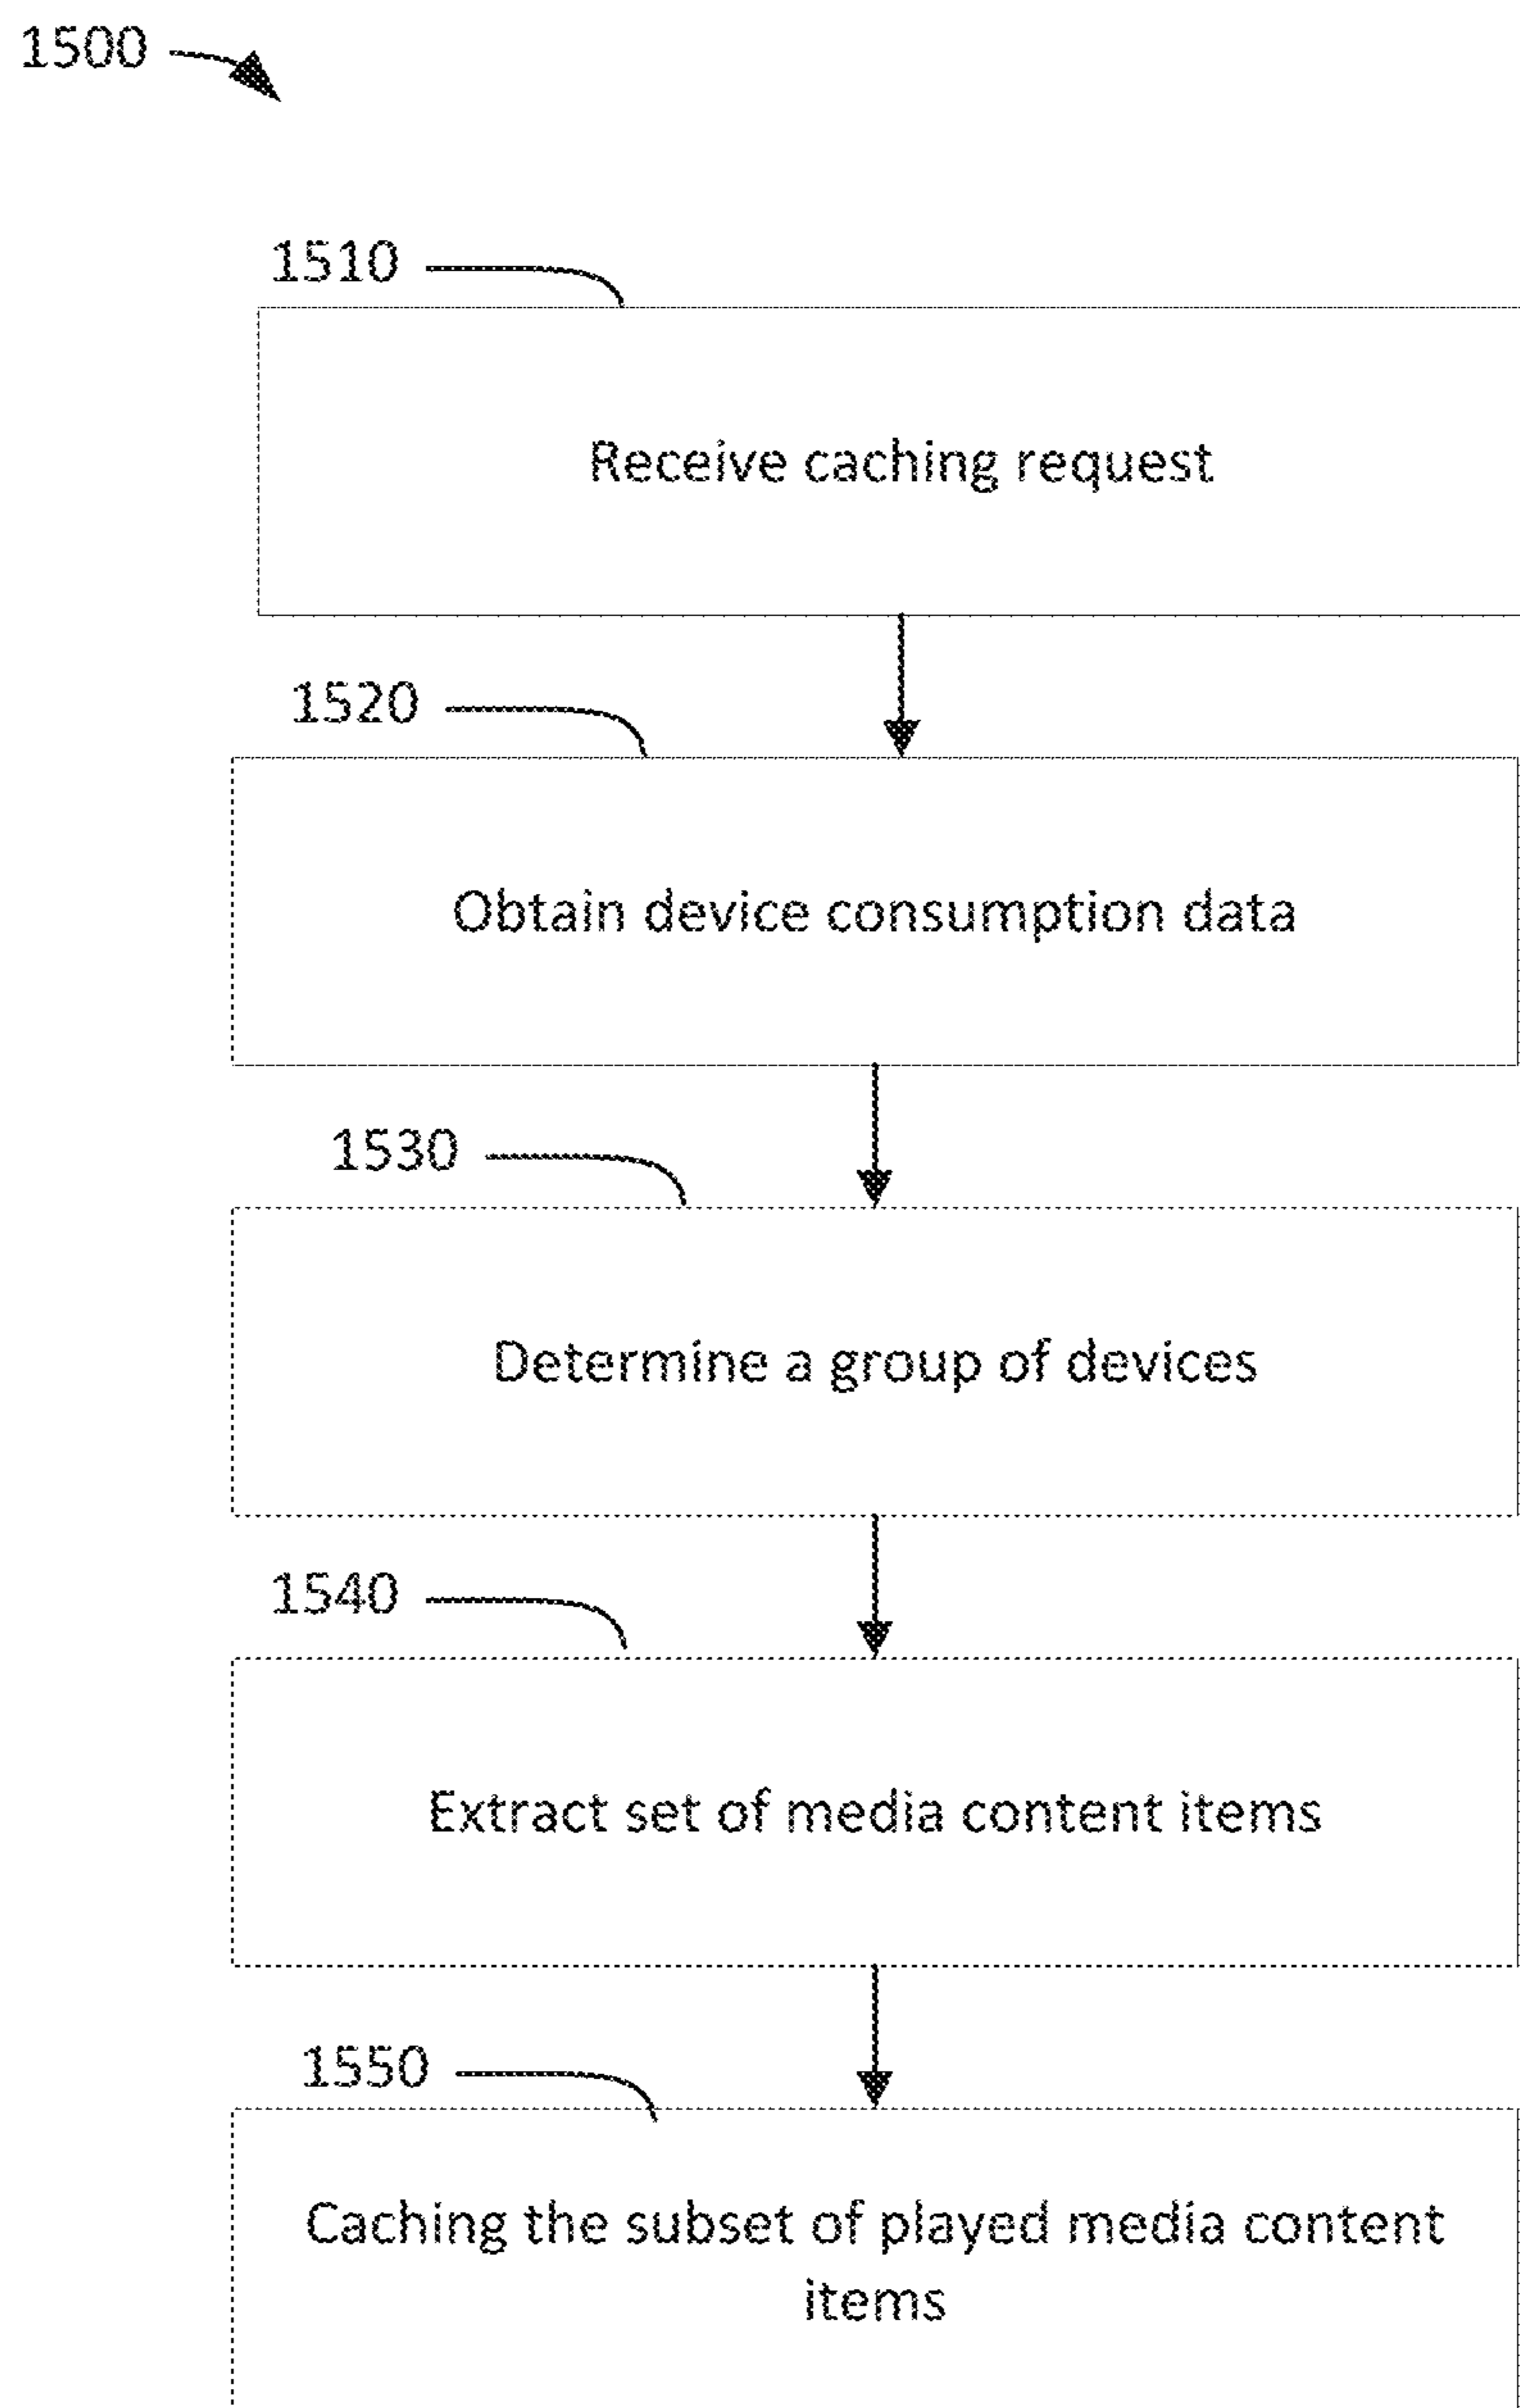 1500
1510
Receive caching request
1520
Obtain device consumption data
1530
Determine a group of devices
1540
Extract set of media content items
1550
Caching the subset of played media content
items